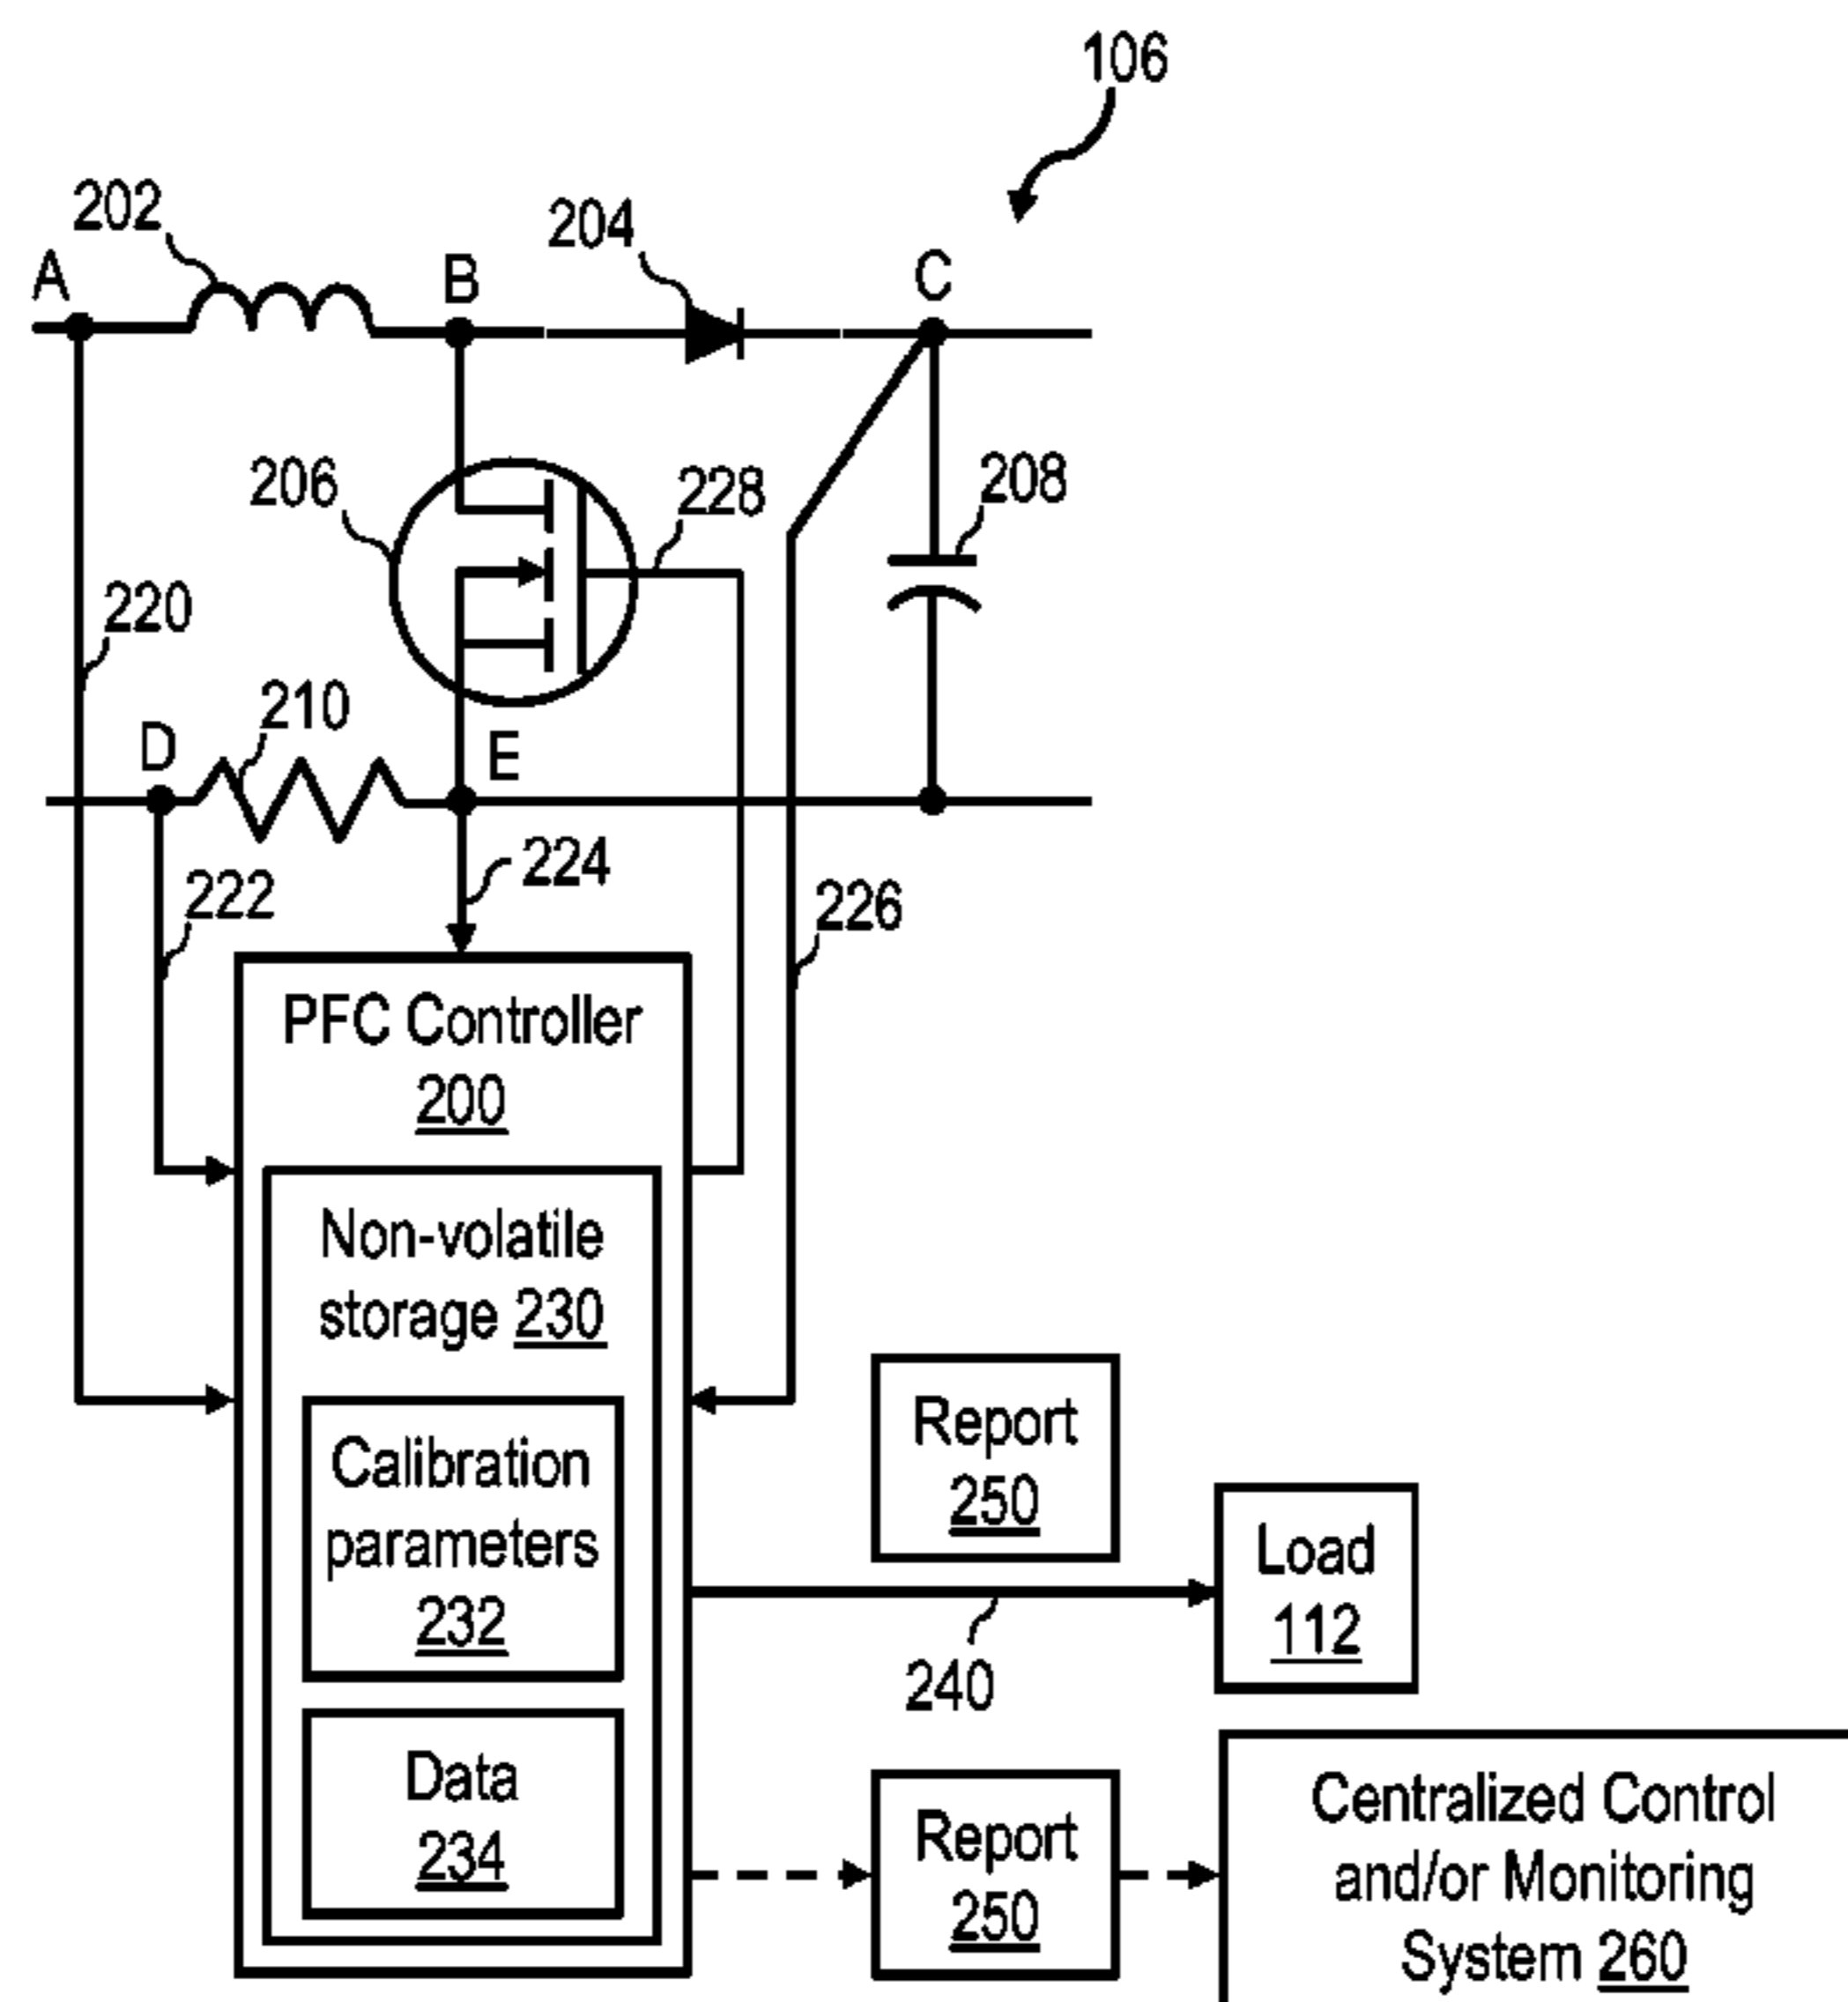 106
202
204
A
B
C
206
228
208
220
210
D
E
224
222
226
PFC Controller
200
Non-volatile
storage 230
Calibration
parameters
232
Data
234
Report
250
Load
112
240
Report
250
Centralized Control
and/or Monitoring
System 260